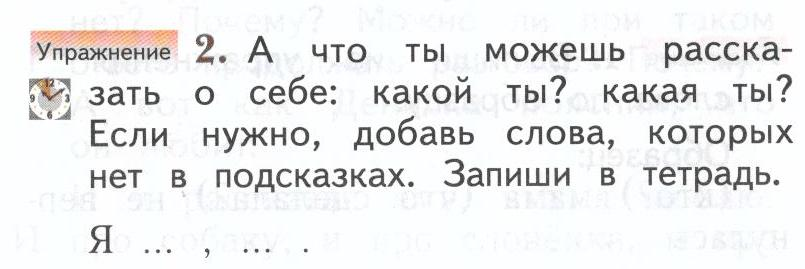 Упражнение 2. А что ты можешь расска-
зать о себе: какой ты? какая ты?
Если нужно, добавь слова, которых
нет в подсказках. Запиши в тетрадь.
Я ... , ... .